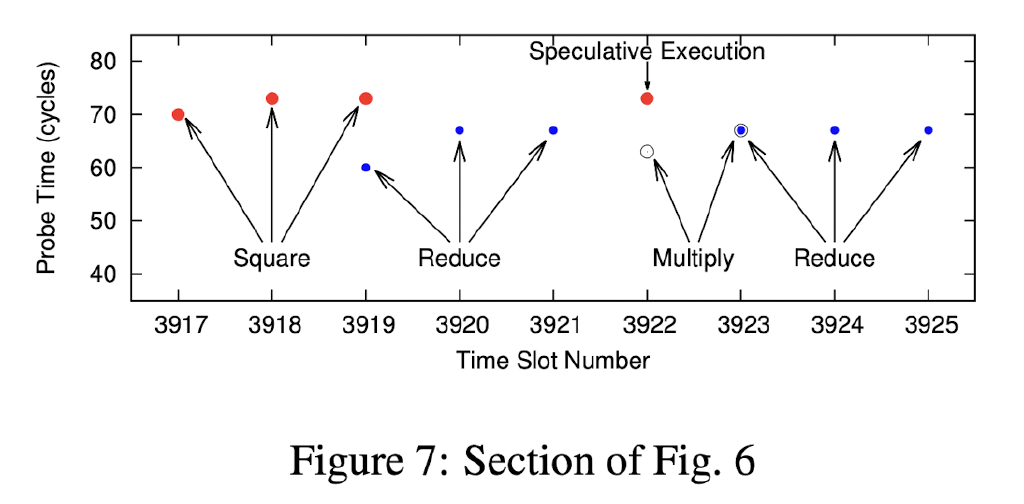 Speculative Execution
80
70
60
50
40
Probe Time (cycles)
Square
Reduce
Multiply
Reduce
3917 3918 3919 3920 3921 3922 3923 3924 3925
Time Slot Number
Figure 7: Section of Fig. 6